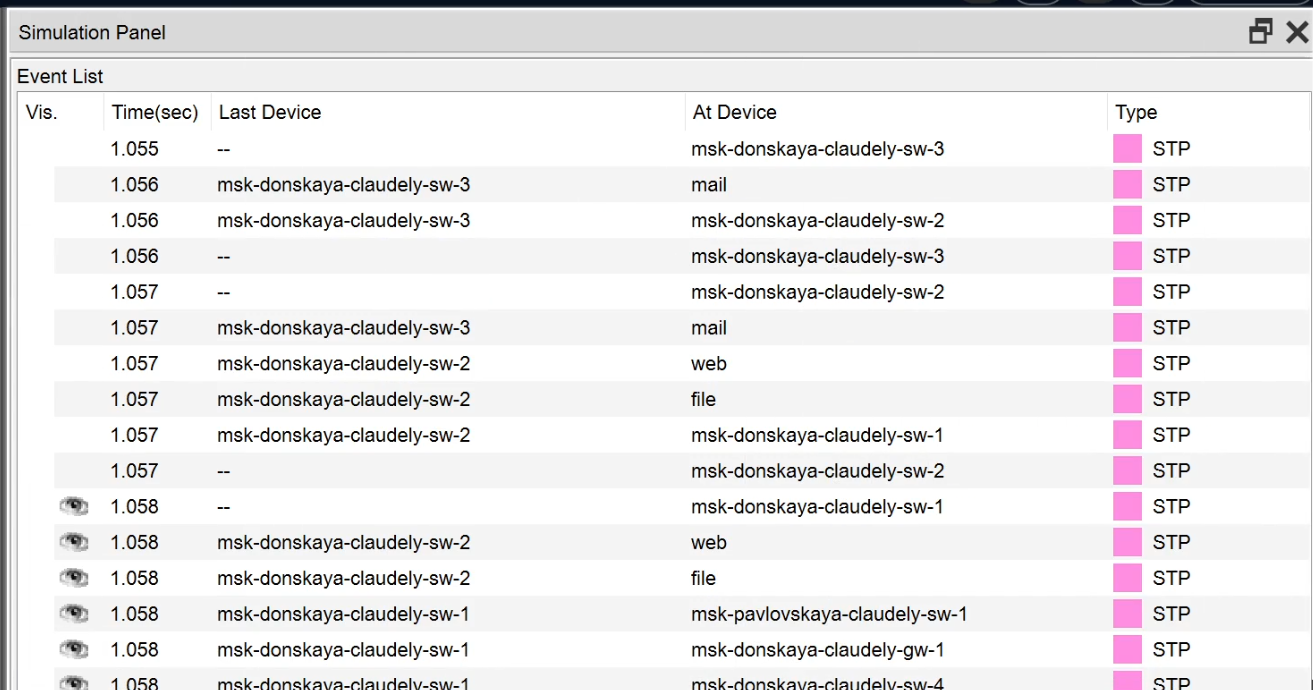 Simulation Panel
Event List
Vis. Time(sec) Last Device At Device Type
1.055 -- msk-donskaya-claudely-sw-3 STP
1.056 msk-donskaya-claudely-sw-3 mail STP
1.056 msk-donskaya-claudely-sw-3 msk-donskaya-claudely-sw-2 STP
1.056 -- msk-donskaya-claudely-sw-3 STP
1.057 -- msk-donskaya-claudely-sw-2 STP
1.057 msk-donskaya-claudely-sw-3 mail STP
1.057 msk-donskaya-claudely-sw-2 web STP
1.057 msk-donskaya-claudely-sw-2 file STP
1.057 msk-donskaya-claudely-sw-2 msk-donskaya-claudely-sw-1 STP
1.057 -- msk-donskaya-claudely-sw-2 STP
1.058 -- msk-donskaya-claudely-sw-1 STP
1.058 msk-donskaya-claudely-sw-2 web STP
1.058 msk-donskaya-claudely-sw-2 file STP
1.058 msk-donskaya-claudely-sw-1 msk-pavlovskaya-claudely-sw-1 STP
1.058 msk-donskaya-claudely-sw-1 msk-donskaya-claudely-gw-1 STP
1.058 msk-donskaya-claudely-sw-1 msk-donskaya-claudely-sw-4 STP